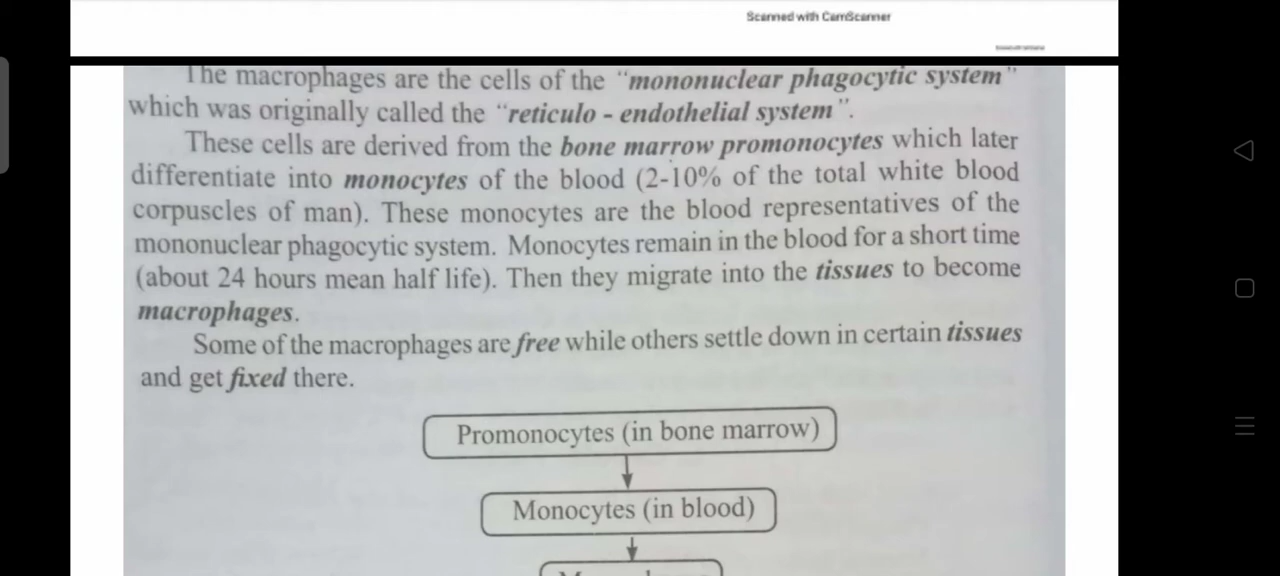 Scanned with CamScanner
The macrophages are the cells of the "mononuclear phagocytic system"
which was originally called the "reticulo - endothelial system".
These cells are derived from the bone marrow promonocytes which later
differentiate into monocytes of the blood (2-10% of the total white blood
corpuscles of man). These monocytes are the blood representatives of the
mononuclear phagocytic system. Monocytes remain in the blood for a short time
(about 24 hours mean half life). Then they migrate into the tissues to become
macrophages.
Some of the macrophages are free while others settle down in certain tissues
and get fixed there.
Promonocytes (in bone marrow)
Monocytes (in blood)